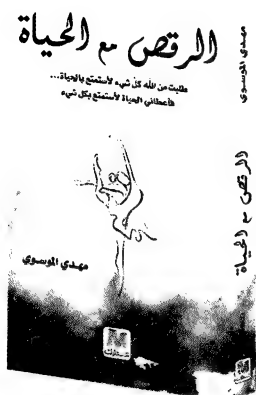 الرقص مع الحياة
طلبت من الله كل شيء لأستمتع بالحياة...
فأعطاني الحياة لأستمتع بكل شيء
مهدي الموسوي
مهدي الموسوي
الرقص مع الحياة